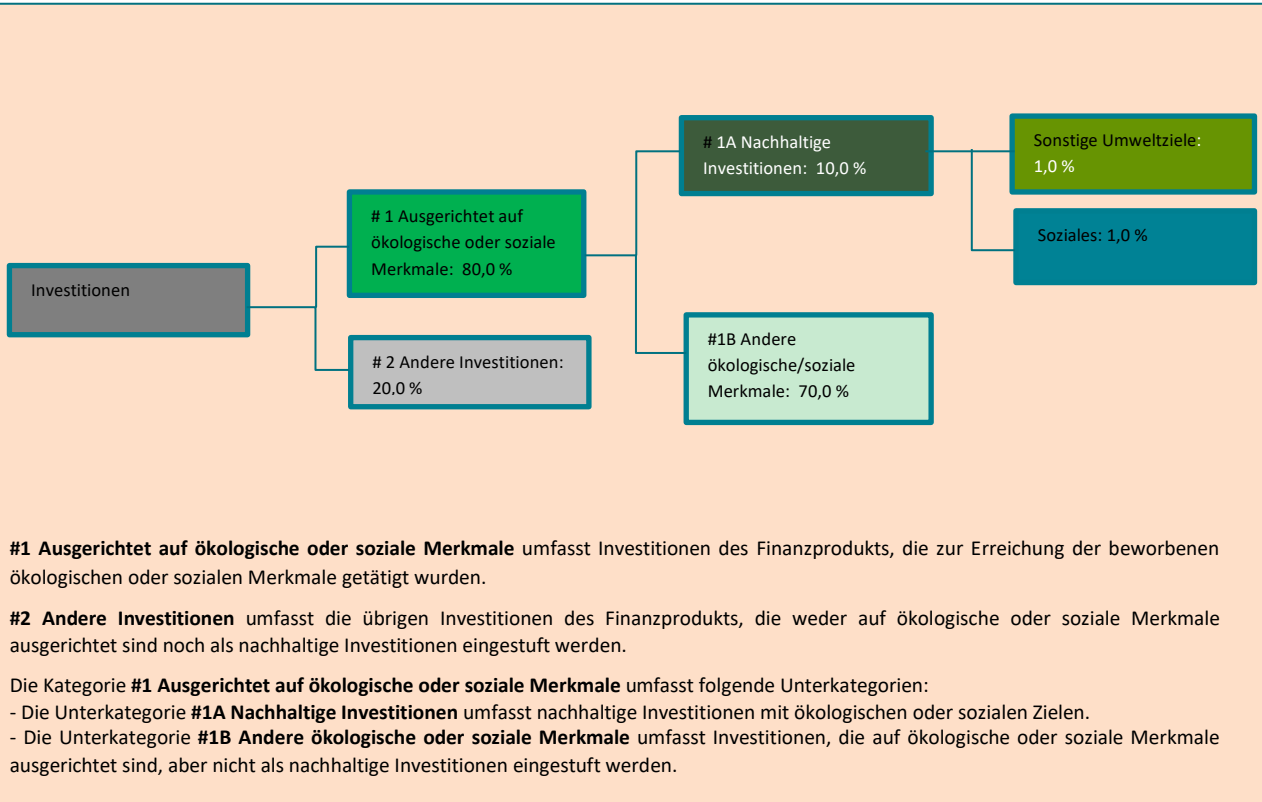 # 1A Nachhaltige
Investitionen: 10,0 %
Sonstige Umweltziele:
1,0 %
# 1 Ausgerichtet auf
ökologische oder soziale
Merkmale: 80,0 %
Soziales: 1,0 %
Investitionen
# 2 Andere Investitionen:
20,0 %
#1B Andere
ökologische/soziale
Merkmale: 70,0 %
#1 Ausgerichtet auf ökologische oder soziale Merkmale umfasst Investitionen des Finanzprodukts, die zur Erreichung der beworbenen
ökologischen oder sozialen Merkmale getätigt wurden.
#2 Andere Investitionen umfasst die übrigen Investitionen des Finanzprodukts, die weder auf ökologische oder soziale Merkmale
ausgerichtet sind noch als nachhaltige Investitionen eingestuft werden.
Die Kategorie #1 Ausgerichtet auf ökologische oder soziale Merkmale umfasst folgende Unterkategorien:
- Die Unterkategorie #1A Nachhaltige Investitionen umfasst nachhaltige Investitionen mit ökologischen oder sozialen Zielen.
- Die Unterkategorie #1B Andere ökologische oder soziale Merkmale umfasst Investitionen, die auf ökologische oder soziale Merkmale
ausgerichtet sind, aber nicht als nachhaltige Investitionen eingestuft werden.